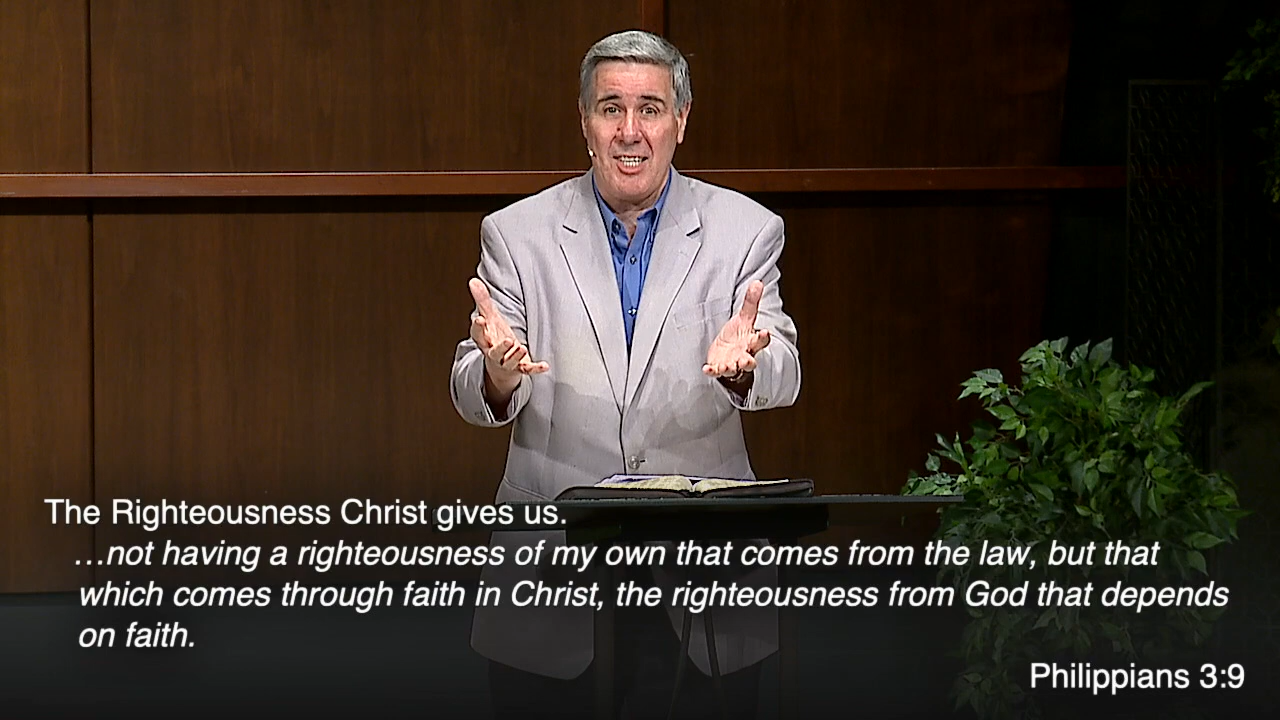 The Righteousness Christ gives us.
…not having a righteousness of my own that comes from the law, but that
which comes through faith in Christ, the righteousness from God that depends
on faith.
Philippians 3:9